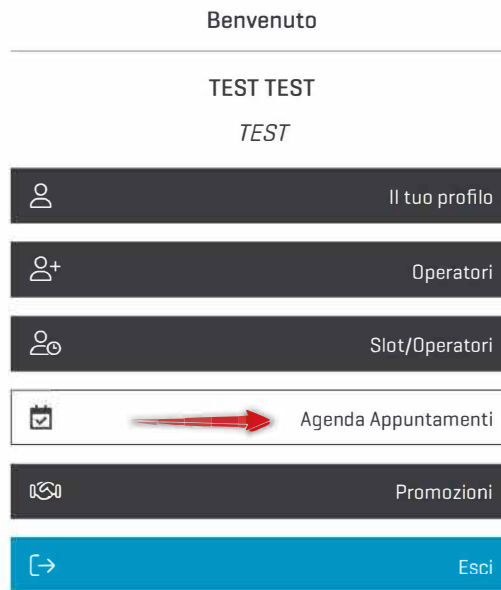 Benvenuto
TEST TEST
TEST
Il tuo profilo
Operatori
Slot/Operatori
Agenda Appuntamenti
Promozioni
Esci